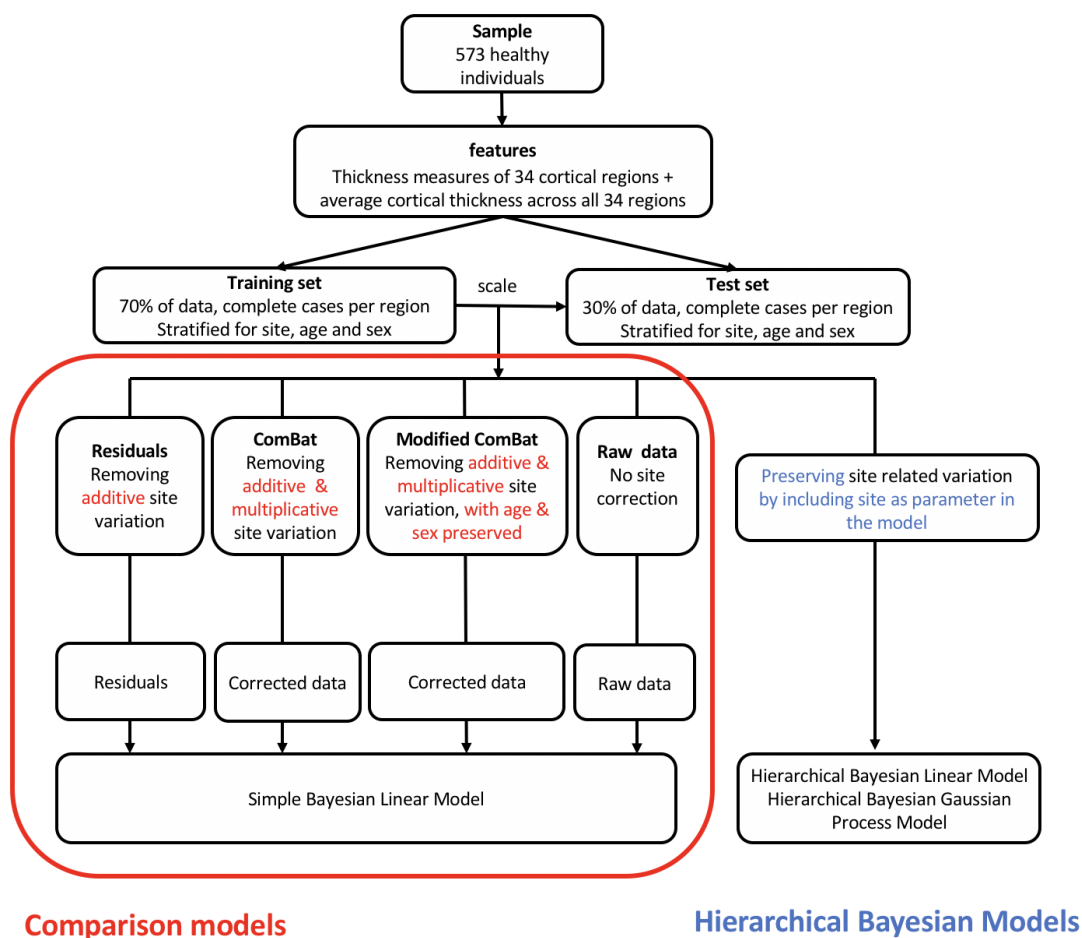 Sample
573 healthy
individuals
features
Thickness measures of 34 cortical regions +
average cortical thickness across all 34 regions
Training set
70% of data, complete cases per region
Stratified for site, age and sex
scale
Test set
30% of data, complete cases per region
Stratified for site, age and sex
Residuals
Removing
additive site
variation
ComBat
Removing
additive & 
multiplicative
site variation
Modified ComBat
Removing additive &
multiplicative site
variation, with age &
sex preserved
Raw data
No site
correction
Preserving site related variation
by including site as parameter in
the model
Residuals
Corrected data
Corrected data
Raw data
Simple Bayesian Linear Model
Hierarchical Bayesian Linear Model
Hierarchical Bayesian Gaussian
Process Model
Comparison models
Hierarchical Bayesian Models